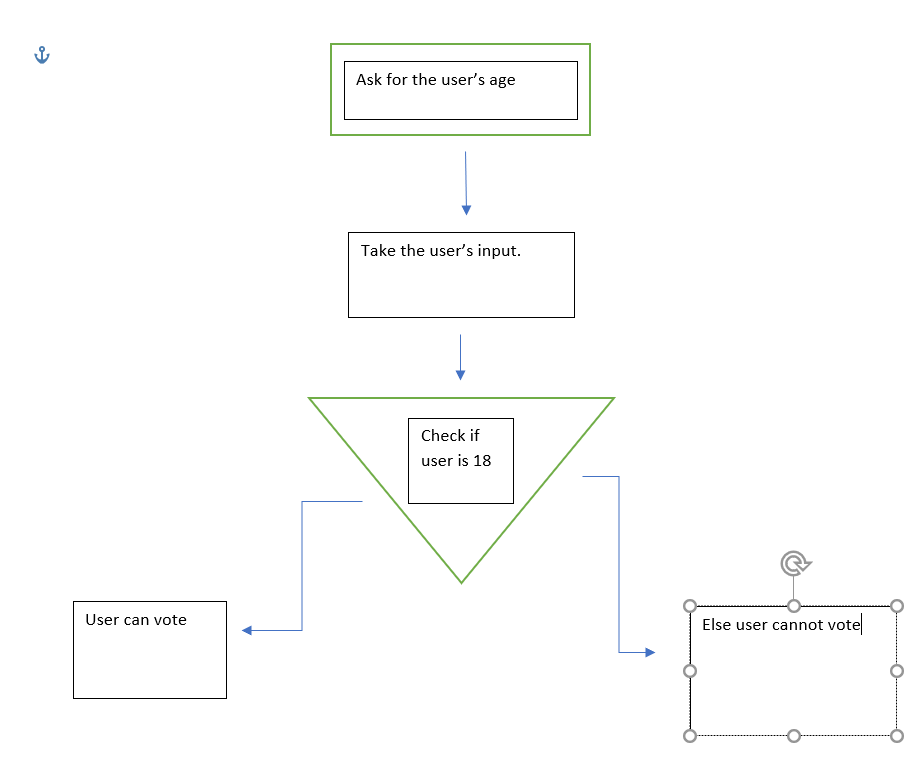 Ask for the user’s age
Take the user’s input.
Check if
user is 18
User can vote
Else user cannot vote